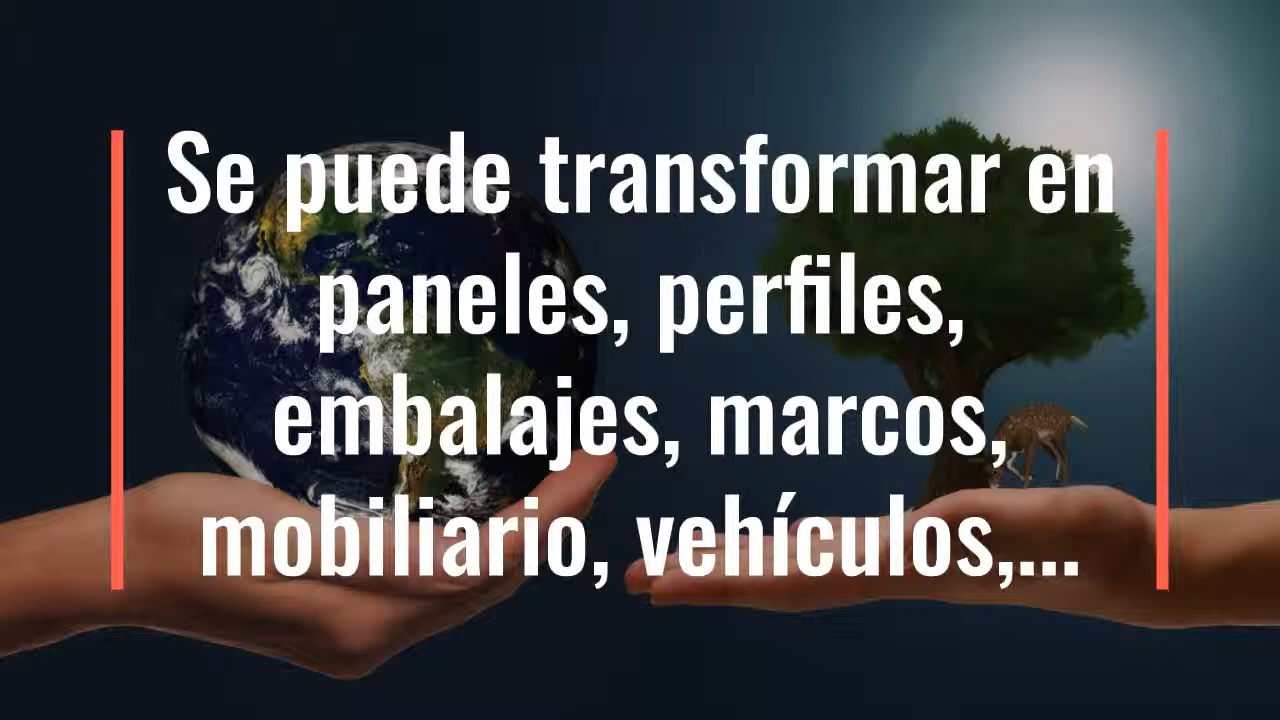 Se puede transformar en
paneles, perfiles,
embalajes, marcos,
mobiliario, vehículos,...